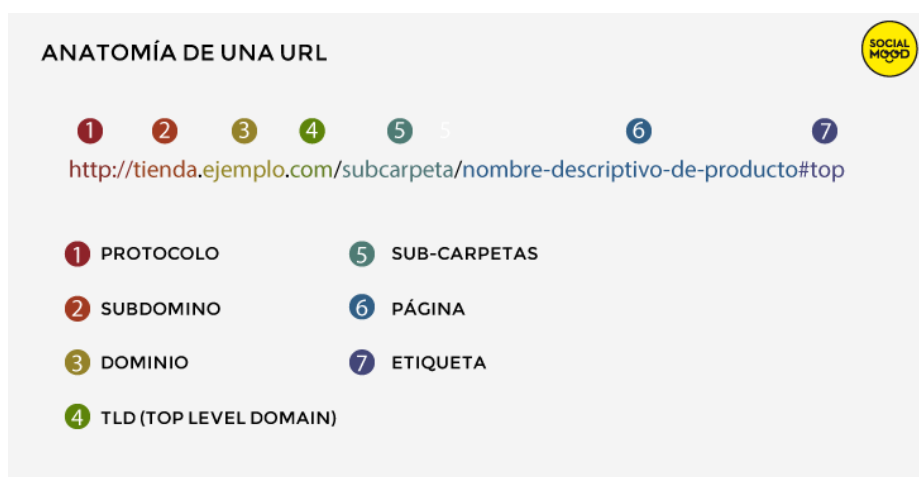 ANATOMÍA DE UNA URL
SOCIAL
MOOD
1 2 3 4 5 5 6 7
http://tienda.ejemplo.com/subcarpeta/nombre-descriptivo-de-producto#top
1 PROTOCOLO
2 SUBDOMINO
3 DOMINIO
4 TLD (TOP LEVEL DOMAIN)
5 SUB-CARPETAS
6 PÁGINA
7 ETIQUETA